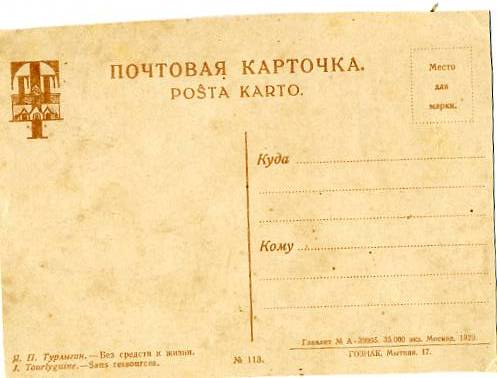 ПОЧТОВАЯ КАРТОЧКА.
POŜTA KARTO.
Место
для
марки.
Куда
Кому
Я. П. Турлыгин.—Без средств к жизни.
J. Tourlyguine.—Sans ressources.
№ 113.
Главлит № А-39995. 35.000 экз. Москва, 1929.
ГОЗНАК, Мытная, 17.